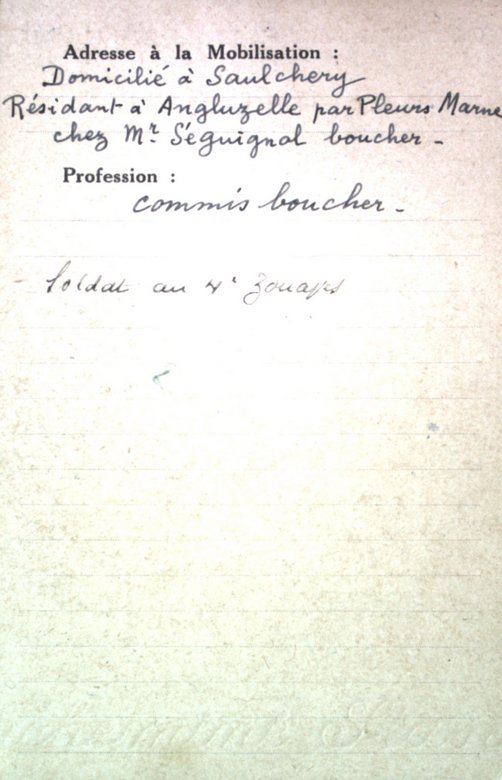 Adresse à la Mobilisation :
Domicilié à Saulchery
Résidant à Angluzelle par Pleurs Marne
chez Mr Séguignol boucher -
Profession :
commis boucher -
- Soldat au 4e Zouaves